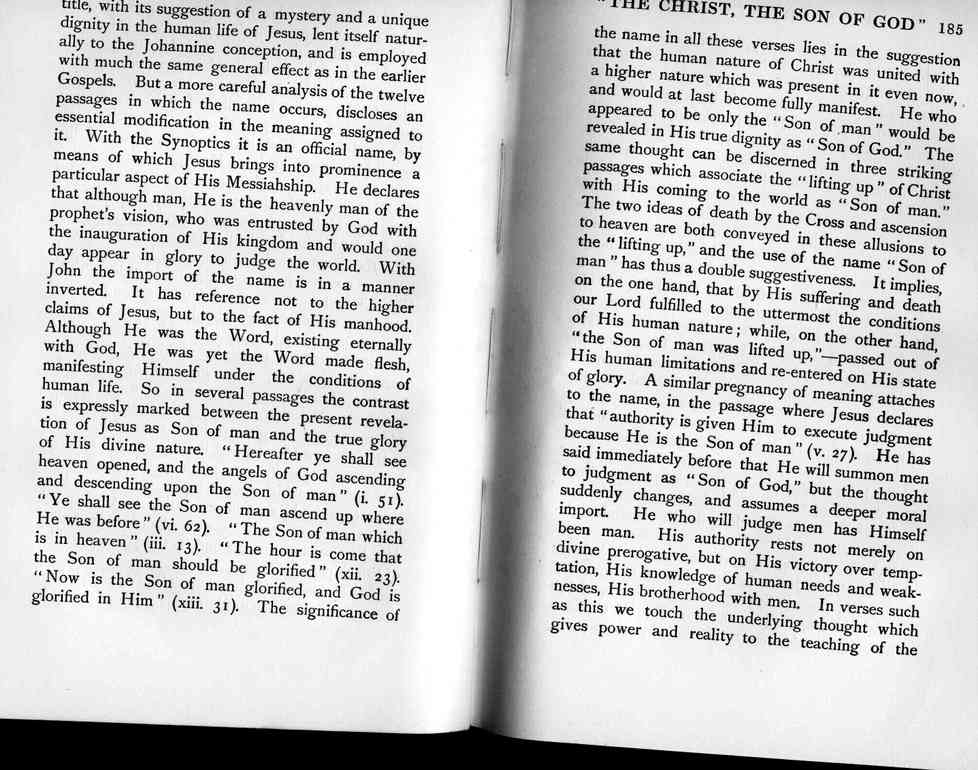 title, with its suggestion of a mystery and a unique
dignity in the human life of Jesus, lent itself natur-
ally to the Johannine conception, and is employed
with much the same general effect as in the earlier
Gospels. But a more careful analysis of the twelve
passages in which the name occurs, discloses an
essential modification in the meaning assigned to
it. With the Synoptics it is an official name, by
means of which Jesus brings into prominence a
particular aspect of His Messiahship. He declares
that although man, He is the heavenly man of the
prophet's vision, who was entrusted by God with
the inauguration of His kingdom and would one
day appear in glory to judge the world. With
John the import of the name is in a manner
inverted. It has reference not to the higher
claims of Jesus, but to the fact of His manhood.
Although He was the Word, existing eternally
with God, He was yet the Word made flesh,
manifesting Himself under the conditions of
human life. So in several passages the contrast
is expressly marked between the present revela-
tion of Jesus as Son of man and the true glory
of His divine nature. "Hereafter ye shall see
heaven opened, and the angels of God ascending
and descending upon the Son of man" (i. 51).
"Ye shall see the Son of man ascend up where
He was before" (vi. 62). "The Son of man which
is in heaven" (iii. 13). "The hour is come that
the Son of man should be glorified" (xii. 23).
"Now is the Son of man glorified, and God is
glorified in Him" (xiii. 31). The significance of
"THE CHRIST, THE SON OF GOD" 185
the name in all these verses lies in the suggestion
that the human nature of Christ was united with
a higher nature which was present in it even now,
and would at last become fully manifest. He who
appeared to be only the "Son of man" would be
revealed in His true dignity as "Son of God." The
same thought can be discerned in three striking
passages which associate the "lifting up" of Christ
with His coming to the world as "Son of man."
The two ideas of death by the Cross and ascension
to heaven are both conveyed in these allusions to
the "lifting up," and the use of the name "Son of
man" has thus a double suggestiveness. It implies,
on the one hand, that by His suffering and death
our Lord fulfilled to the uttermost the conditions
of His human nature; while, on the other hand,
"the Son of man was lifted up,"—passed out of
His human limitations and re-entered on His state
of glory. A similar pregnancy of meaning attaches
to the name, in the passage where Jesus declares
that "authority is given Him to execute judgment
because He is the Son of man" (v. 27). He has
said immediately before that He will summon men
to judgment as "Son of God," but the thought
suddenly changes, and assumes a deeper moral
import. He who will judge men has Himself
been man. His authority rests not merely on
divine prerogative, but on His victory over temp-
tation, His knowledge of human needs and weak-
nesses, His brotherhood with men. In verses such
as this we touch the underlying thought which
gives power and reality to the teaching of the